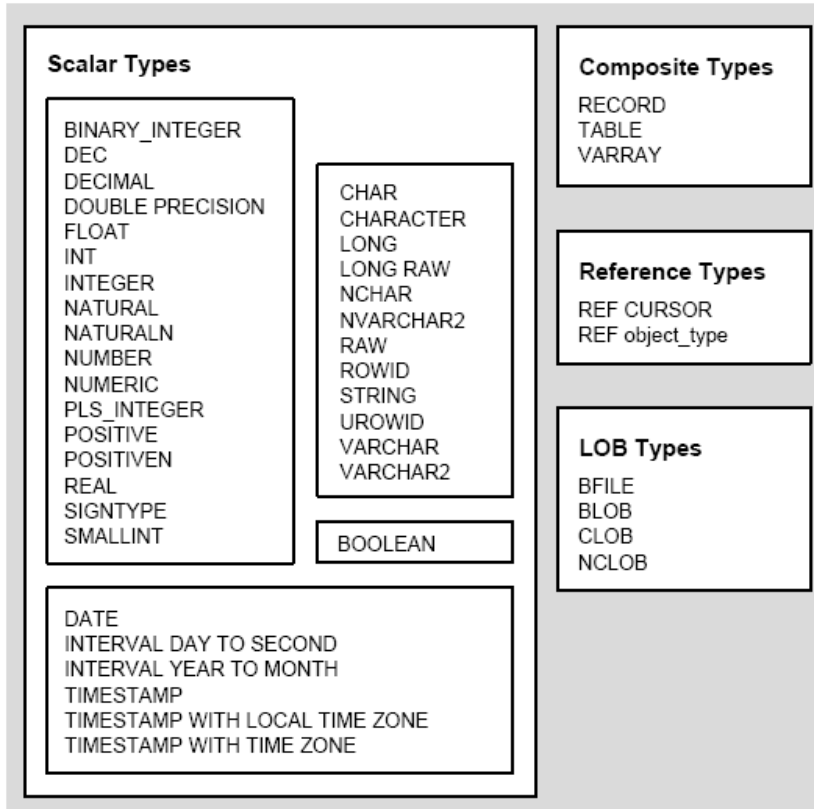 Scalar Types
BINARY_INTEGER
DEC
DECIMAL
DOUBLE PRECISION
FLOAT
INT
INTEGER
NATURAL
NATURALN
NUMBER
NUMERIC
PLS_INTEGER
POSITIVE
POSITIVEN
REAL
SIGNTYPE
SMALLINT
CHAR
CHARACTER
LONG
LONG RAW
NCHAR
NVARCHAR2
RAW
ROWID
STRING
UROWID
VARCHAR
VARCHAR2
BOOLEAN
DATE
INTERVAL DAY TO SECOND
INTERVAL YEAR TO MONTH
TIMESTAMP
TIMESTAMP WITH LOCAL TIME ZONE
TIMESTAMP WITH TIME ZONE
Composite Types
RECORD
TABLE
VARRAY
Reference Types
REF CURSOR
REF object_type
LOB Types
BFILE
BLOB
CLOB
NCLOB